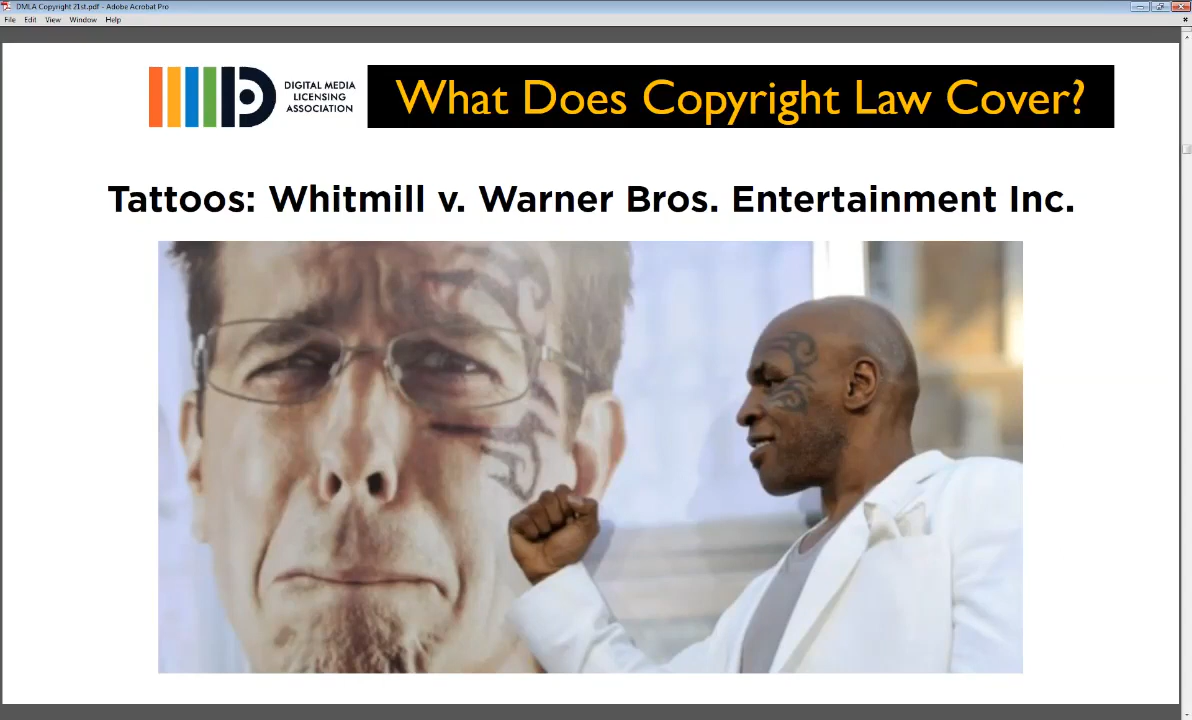 DMLA Copyright 21st.pdf - Adobe Acrobat Pro
File Edit View Window Help
DIGITAL MEDIA
LICENSING
ASSOCIATION
What Does Copyright Law Cover?
Tattoos: Whitmill v. Warner Bros. Entertainment Inc.